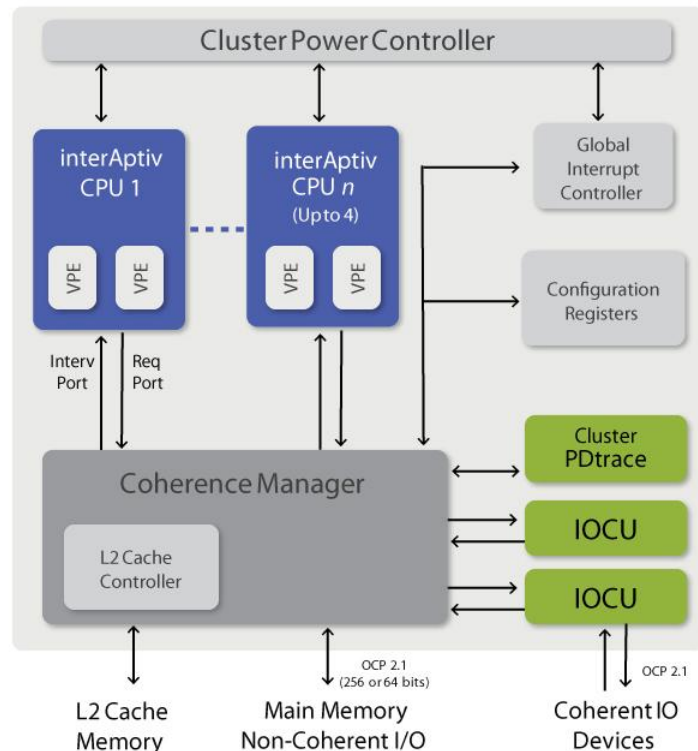 Cluster Power Controller
interAptiv
CPU 1
VPE
VPE
interAptiv
CPU n
(Up to 4)
VPE
VPE
Global
Interrupt
Controller
Configuration
Registers
Interv
Port
Req
Port
Coherence Manager
L2 Cache
Controller
Cluster
PDtrace
IOCU
IOCU
OCP 2.1
(256 or 64 bits)
OCP 2.1
L2 Cache
Memory
Main Memory
Non-Coherent I/O
Coherent IO
Devices